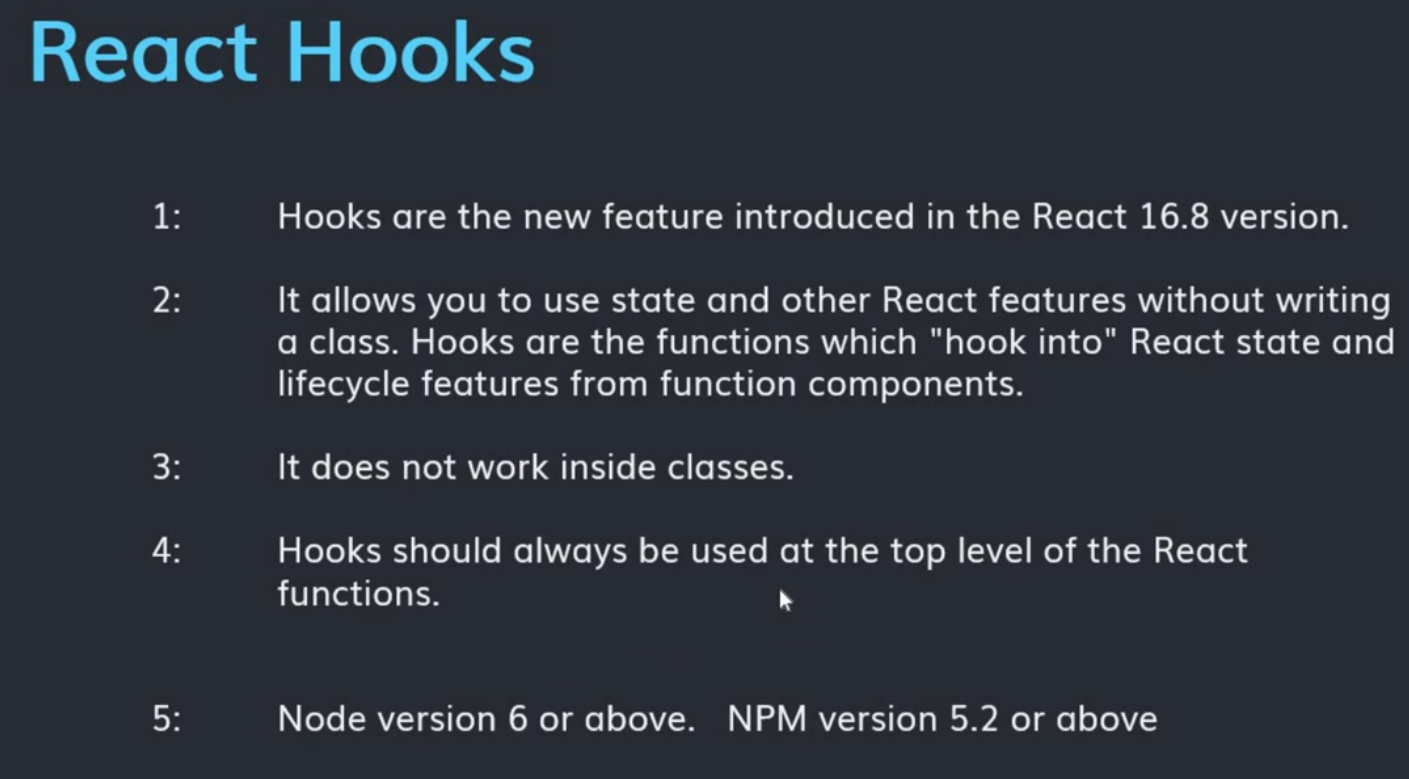 React Hooks
1: Hooks are the new feature introduced in the React 16.8 version.
2: It allows you to use state and other React features without writing
a class. Hooks are the functions which "hook into" React state and
lifecycle features from function components.
3: It does not work inside classes.
4: Hooks should always be used at the top level of the React
functions.
5: Node version 6 or above. NPM version 5.2 or above